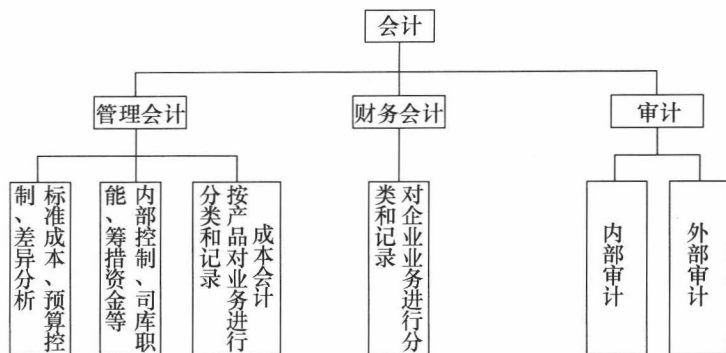 会计
管理会计
财务会计
审计
标准成本、预算控
制、差异分析
内部控制、司库职
能、筹措资金等
成本会计
按产品对业务进行
分类和记录
对企业业务进行分
类和记录
内部审计
外部审计